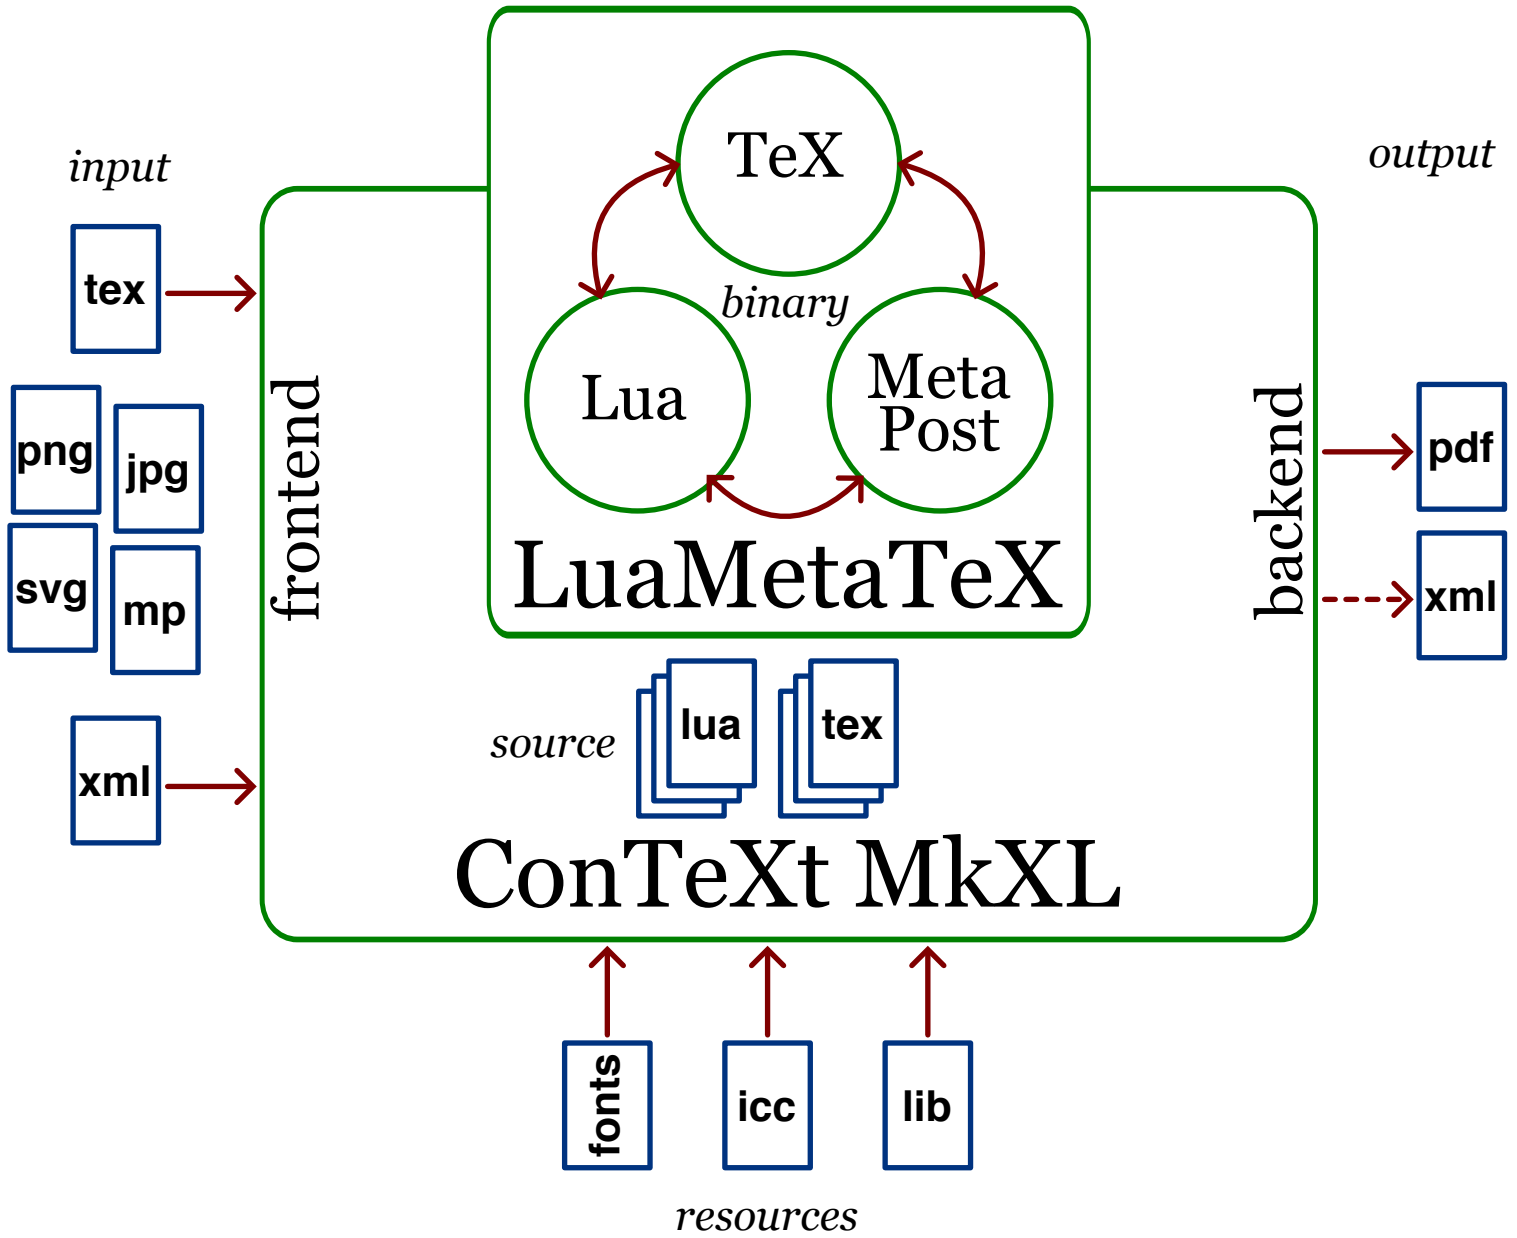 input
output
tex
png
jpg
svg
mp
xml
frontend
TeX
binary
Lua
Meta
Post
LuaMetaTeX
source
lua
tex
ConTeXt MkXL
backend
pdf
xml
fonts
icc
lib
resources